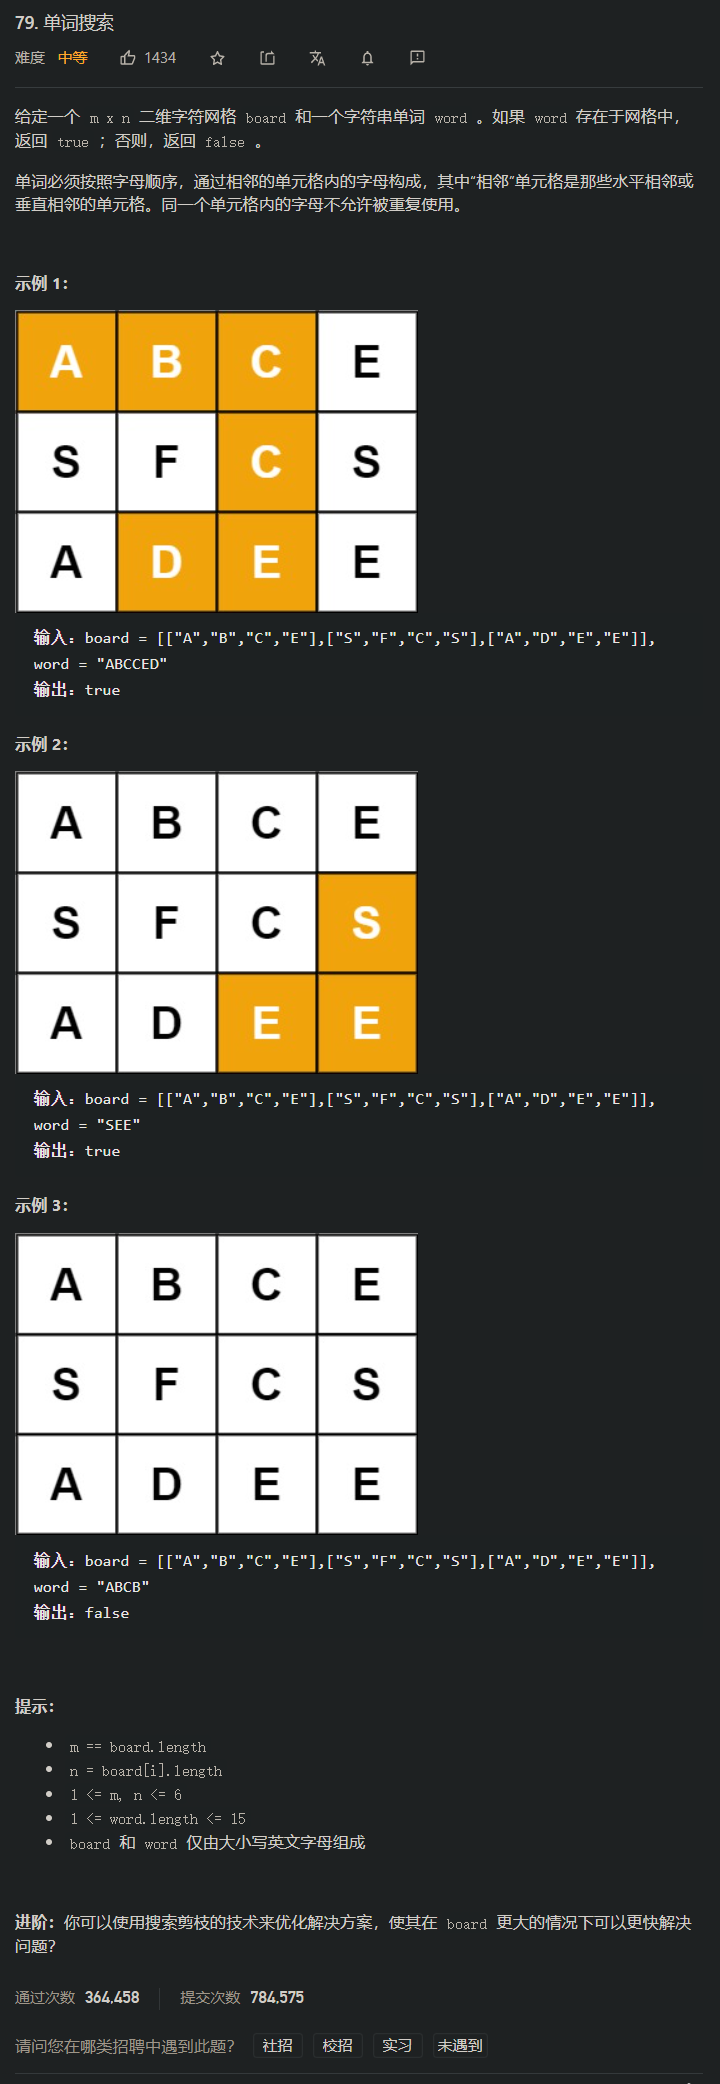 79. 单词搜索
难度 中等 1434
给定一个 m x n 二维字符网格 board 和一个字符串单词 word 。如果 word 存在于网格中，
返回 true ；否则，返回 false 。
单词必须按照字母顺序，通过相邻的单元格内的字母构成，其中“相邻”单元格是那些水平相邻或
垂直相邻的单元格。同一个单元格内的字母不允许被重复使用。
示例 1：
A B C E
S F C S
A D E E
输入：board = [["A","B","C","E"],["S","F","C","S"],["A","D","E","E"]],
word = "ABCCED"
输出：true
示例 2：
A B C E
S F C S
A D E E
输入：board = [["A","B","C","E"],["S","F","C","S"],["A","D","E","E"]],
word = "SEE"
输出：true
示例 3：
A B C E
S F C S
A D E E
输入：board = [["A","B","C","E"],["S","F","C","S"],["A","D","E","E"]],
word = "ABCB"
输出：false
提示：
m == board.length
n = board[i].length
1 <= m, n <= 6
1 <= word.length <= 15
board 和 word 仅由大小写英文字母组成
进阶：你可以使用搜索剪枝的技术来优化解决方案，使其在 board 更大的情况下可以更快解决
问题？
通过次数 364,458 提交次数 784,575
请问您在哪类招聘中遇到此题？ 社招 校招 实习 未遇到